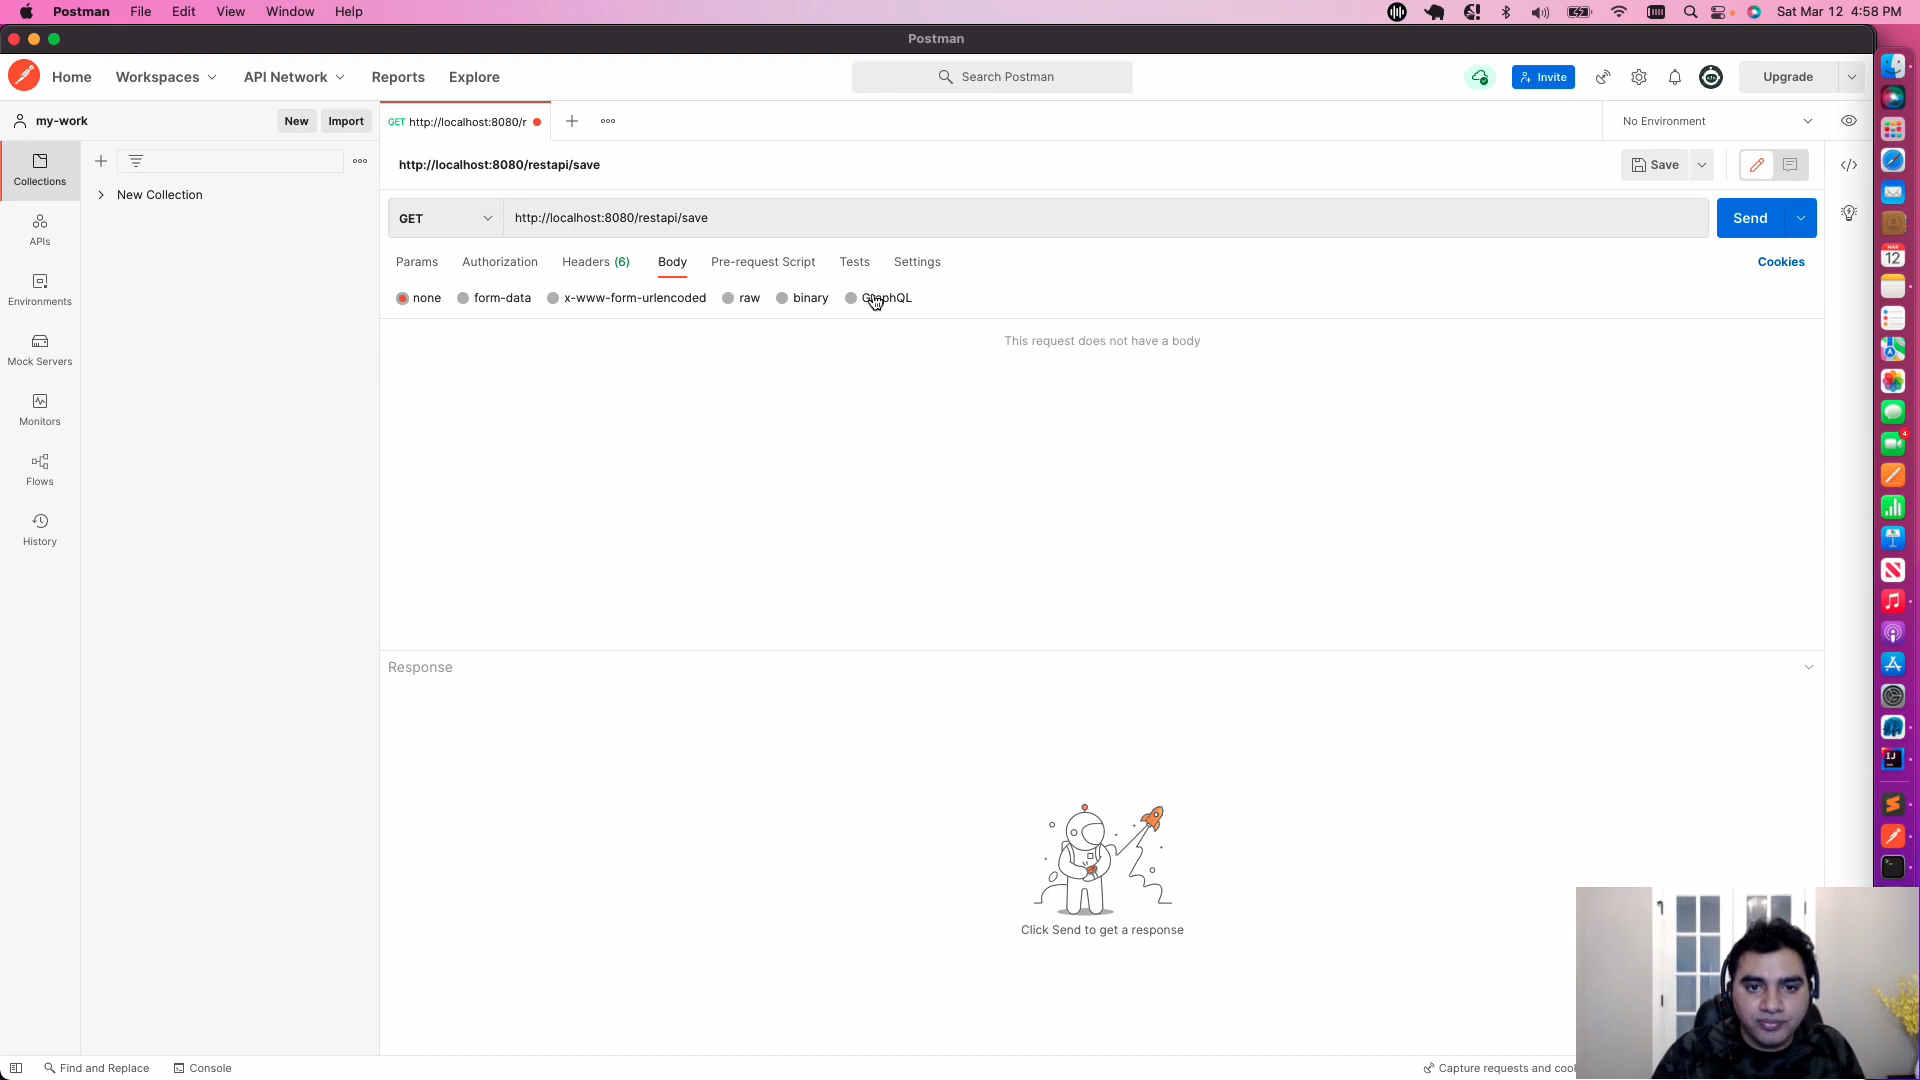 Postman File Edit View Window Help Sat Mar 12 4:58 PM
Postman
Home Workspaces API Network Reports Explore Search Postman Invite Upgrade
my-work New Import GET http://localhost:8080/r No Environment
Collections
New Collection
APIs
Environments
Mock Servers
Monitors
Flows
History
http://localhost:8080/restapi/save Save
GET http://localhost:8080/restapi/save Send
Params Authorization Headers (6) Body Pre-request Script Tests Settings Cookies
none form-data x-www-form-urlencoded raw binary GraphQL
This request does not have a body
Response
Click Send to get a response
MAR
12
4
IJ
Find and Replace Console Capture requests and cook